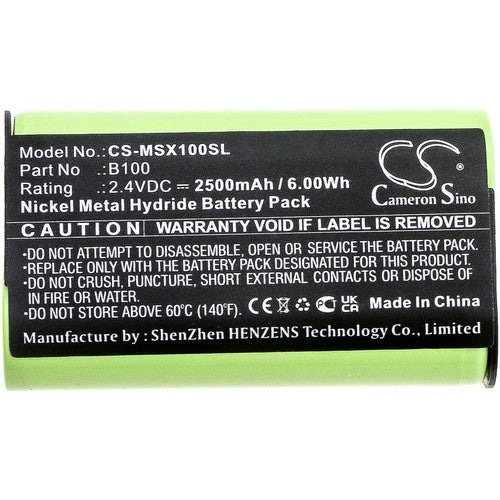 Model No.:CS-MSX100SL
Part No :B100
Rating :2.4VDC ⎓ 2500mAh / 6.00Wh
Nickel Metal Hydride Battery Pack
CS
Cameron Sino
CAUTION WARRANTY VOID IF LABEL IS REMOVED
•DO NOT ATTEMPT TO DISASSEMBLE, OPEN OR SERVICE THE BATTERY.
•REPLACE ONLY WITH THE BATTERY DESIGNED FOR YOUR PRODUCT.
•DO NOT CRUSH, PUNCTURE, SHORT EXTERNAL CONTACTS OR DISPOSE OF
IN FIRE OR WATER.
•DO NOT STORE ABOVE 60°C (140°F).
CE UK CA Made In China
Manufacture by : ShenZhen HENZENS Technology Co., Limited